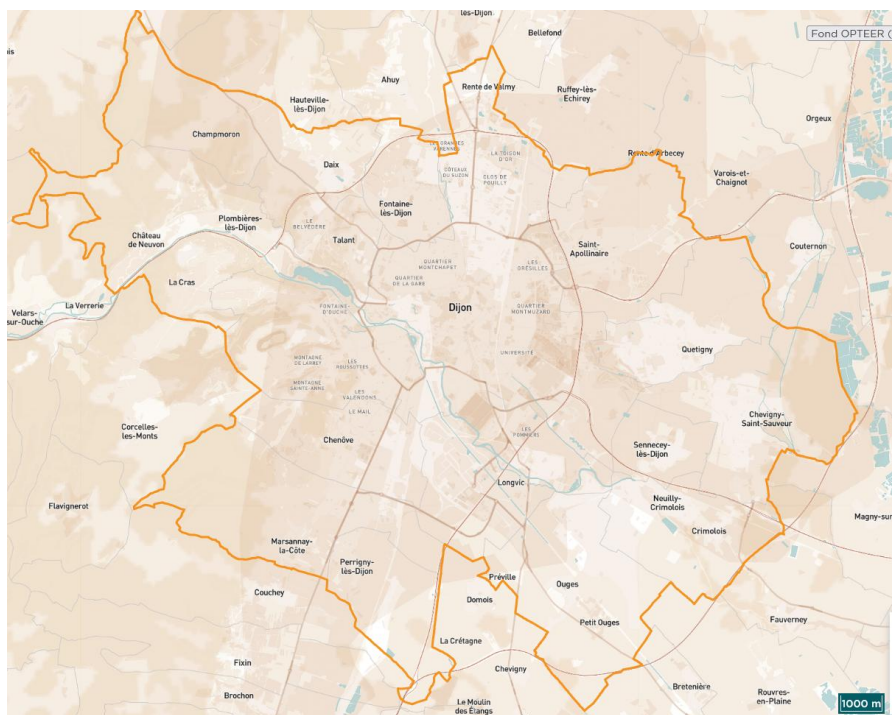 lès-Dijon
Bellefond
Fond OPTEER (
Ahuy
Rente de Valmy
Ruffey-lès-
Echirey
Hauteville-
lès-Dijon
Orgeux
Champmoron
LA TOISON
D'OR
Rente d'Arbecey
Daix
CÔTEAUX
DU SUZON
CLOS DE
POUILLY
Varois-et-
Chaignot
Fontaine-
lès-Dijon
Plombières-
lès-Dijon
LE
BELVÉDÈRE
Château
de Neuvon
Talant
Saint-
Apollinaire
Couternon
QUARTIER
MONTCHAPET
LES
GRÉSILLES
La Cras
QUARTIER
DE LA GARE
La Verrerie
Velars-
sur-Ouche
FONTAINE
D'OUCHE
Dijon
QUARTIER
MONTMUZARD
Quetigny
UNIVERSITÉ
MONTAGNE
DE LARREY
MONTAGNE
SAINTE-ANNE
LES
VALENDONS
LE MAIL
Chevigny-
Saint-Sauveur
Corcelles-
les-Monts
Chenôve
Sennecey-
lès-Dijon
Longvic
Flavignerot
Neuilly-
Crimolois
Magny-sur
Crimolois
Marsannay-
la-Côte
Perrigny-
lès-Dijon
Préville
Couchey
Domois
Ouges
Petit Ouges
Fauverney
La Crétagne
Fixin
Chevigny
Bretenière
Brochon
Le Moulin
des Étangs
Rouvres-
en-Plaine
1000 m